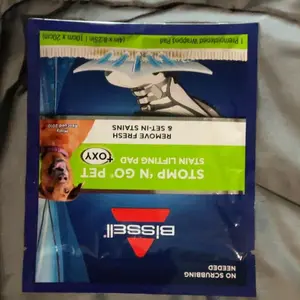 NO SCRUBBING
NEEDED
BISSELL
STOMP 'N GO® PET
STAIN LIFTING PAD
+OXY
REMOVE FRESH
& SET-IN STAINS